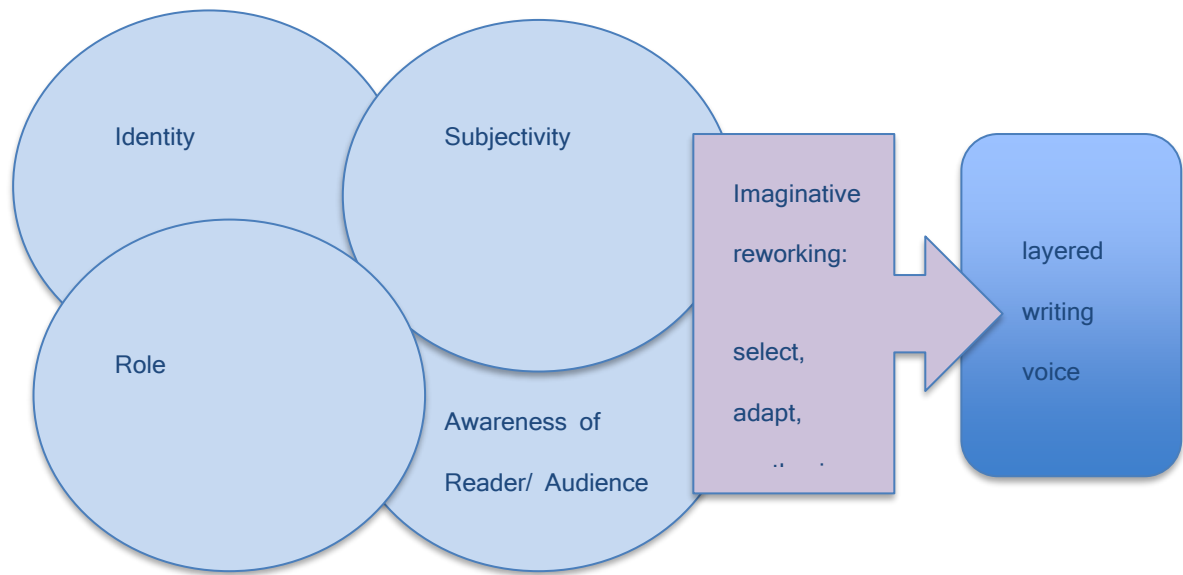 Identity
Subjectivity
Role
Awareness of
Reader/ Audience
Imaginative
reworking:
select,
adapt,
layered
writing
voice